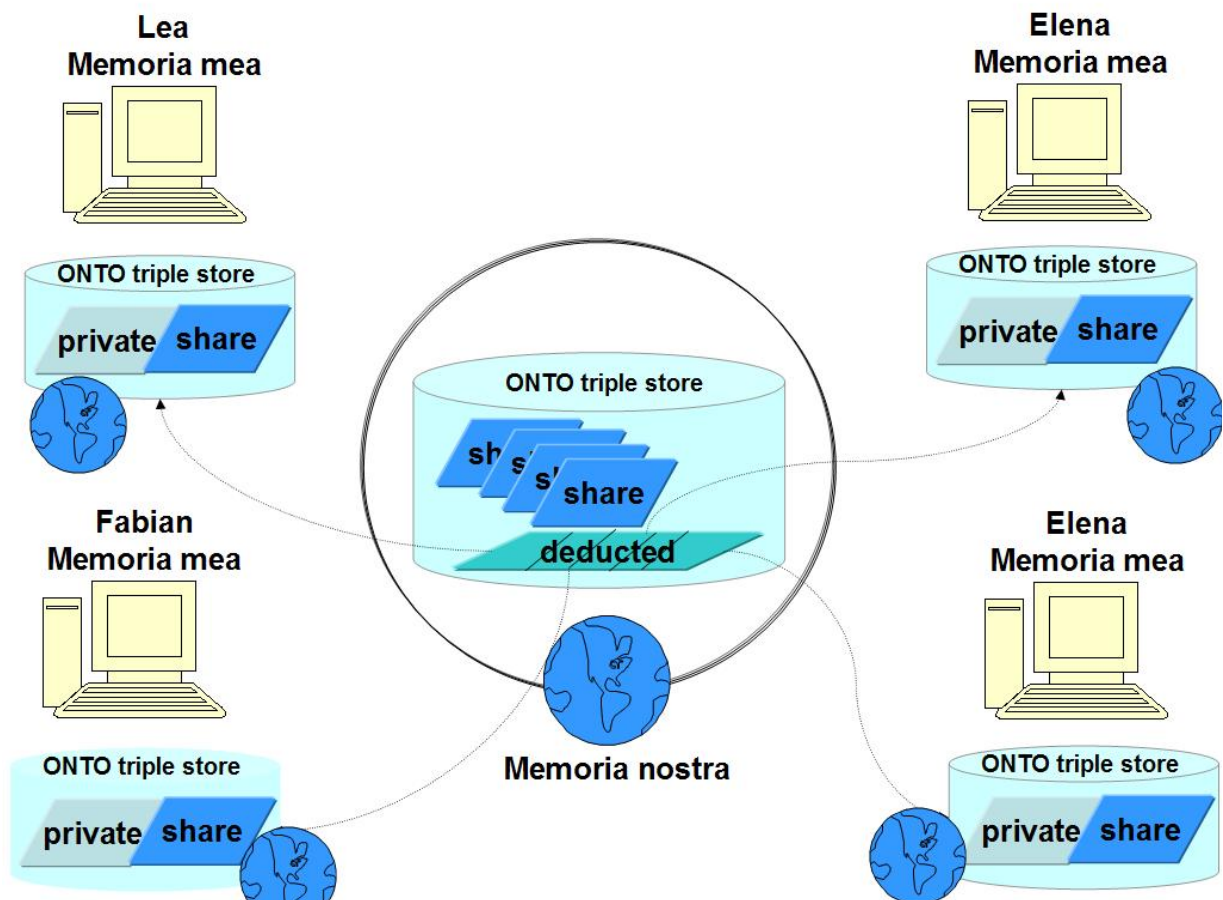 Lea
Memoria mea
ONTO triple store
private
share
Elena
Memoria mea
ONTO triple store
private
share
ONTO triple store
sh
s
sh
share
deducted
Memoria nostra
Fabian
Memoria mea
ONTO triple store
private
share
Elena
Memoria mea
ONTO triple store
private
share